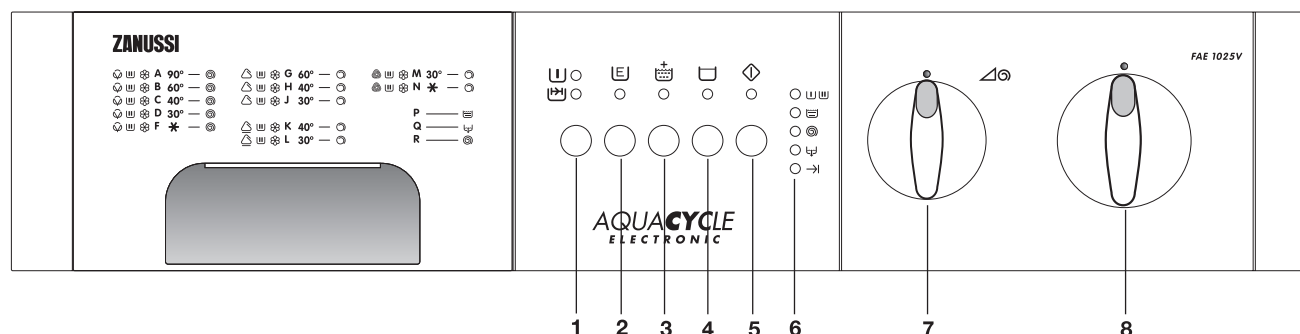 ZANUSSI
A 90° —
B 60° —
C 40° —
D 30° —
F * —
G 60° —
H 40° —
J 30° —
K 40° —
L 30° —
M 30° —
N * —
P —
Q —
R —
E
+
AQUACYCLE
ELECTRONIC
FAE 1025V
1 2 3 4 5 6 7 8